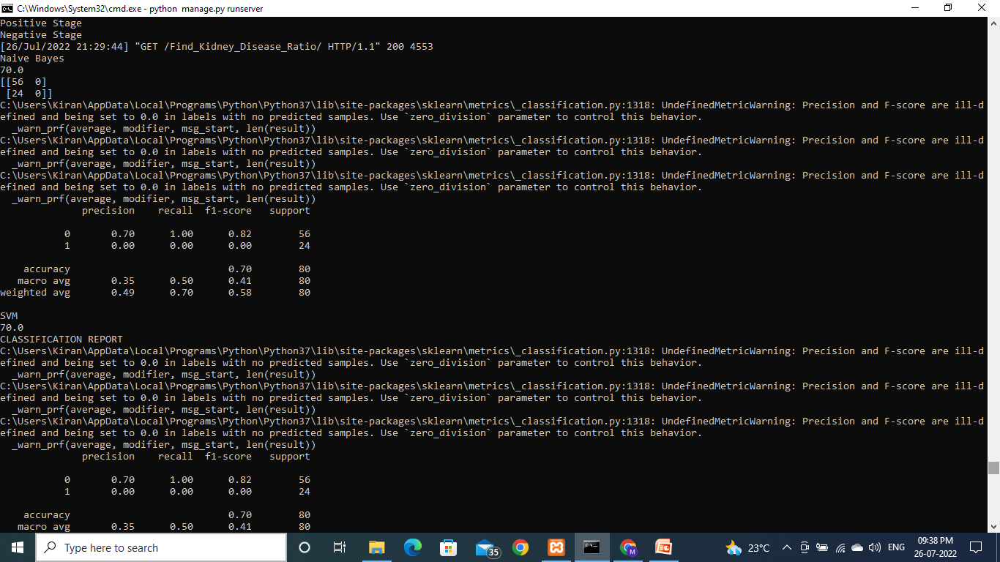 C:\Windows\System32\cmd.exe - python  manage.py runserver
Positive Stage
Negative Stage
[26/Jul/2022 21:29:44] "GET /Find_Kidney_Disease_Ratio/ HTTP/1.1" 200 4553
Naive Bayes
70.0
[[56  0]
 [24  0]]
C:\Users\Kiran\AppData\Local\Programs\Python\Python37\lib\site-packages\sklearn\metrics\_classification.py:1318: UndefinedMetricWarning: Precision and F-score are ill-d
efined and being set to 0.0 in labels with no predicted samples. Use `zero_division` parameter to control this behavior.
  _warn_prf(average, modifier, msg_start, len(result))
C:\Users\Kiran\AppData\Local\Programs\Python\Python37\lib\site-packages\sklearn\metrics\_classification.py:1318: UndefinedMetricWarning: Precision and F-score are ill-d
efined and being set to 0.0 in labels with no predicted samples. Use `zero_division` parameter to control this behavior.
  _warn_prf(average, modifier, msg_start, len(result))
C:\Users\Kiran\AppData\Local\Programs\Python\Python37\lib\site-packages\sklearn\metrics\_classification.py:1318: UndefinedMetricWarning: Precision and F-score are ill-d
efined and being set to 0.0 in labels with no predicted samples. Use `zero_division` parameter to control this behavior.
  _warn_prf(average, modifier, msg_start, len(result))
              precision    recall  f1-score   support
           0       0.70      1.00      0.82        56
           1       0.00      0.00      0.00        24
    accuracy                           0.70        80
   macro avg       0.35      0.50      0.41        80
weighted avg       0.49      0.70      0.58        80
SVM
70.0
CLASSIFICATION REPORT
C:\Users\Kiran\AppData\Local\Programs\Python\Python37\lib\site-packages\sklearn\metrics\_classification.py:1318: UndefinedMetricWarning: Precision and F-score are ill-d
efined and being set to 0.0 in labels with no predicted samples. Use `zero_division` parameter to control this behavior.
  _warn_prf(average, modifier, msg_start, len(result))
C:\Users\Kiran\AppData\Local\Programs\Python\Python37\lib\site-packages\sklearn\metrics\_classification.py:1318: UndefinedMetricWarning: Precision and F-score are ill-d
efined and being set to 0.0 in labels with no predicted samples. Use `zero_division` parameter to control this behavior.
  _warn_prf(average, modifier, msg_start, len(result))
C:\Users\Kiran\AppData\Local\Programs\Python\Python37\lib\site-packages\sklearn\metrics\_classification.py:1318: UndefinedMetricWarning: Precision and F-score are ill-d
efined and being set to 0.0 in labels with no predicted samples. Use `zero_division` parameter to control this behavior.
  _warn_prf(average, modifier, msg_start, len(result))
              precision    recall  f1-score   support
           0       0.70      1.00      0.82        56
           1       0.00      0.00      0.00        24
    accuracy                           0.70        80
   macro avg       0.35      0.50      0.41        80
Type here to search
35
M
23°C
ENG
09:38 PM
26-07-2022